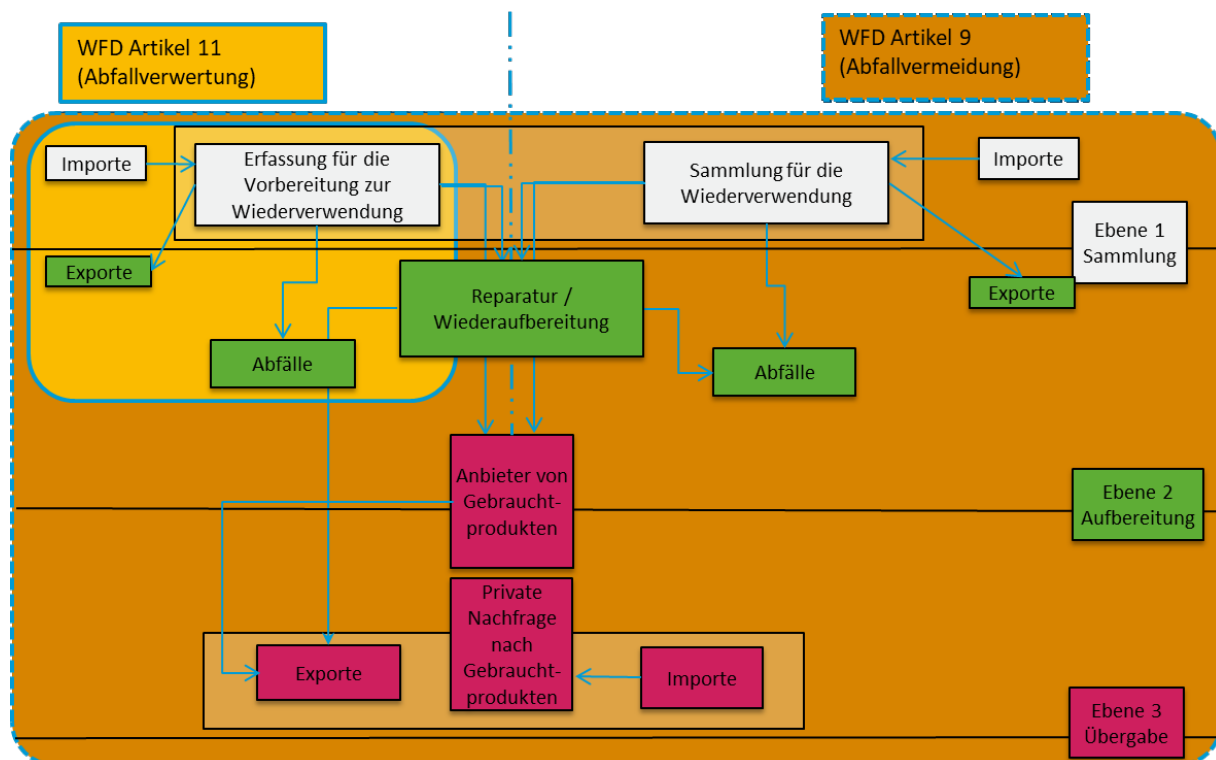 WFD Artikel 11
(Abfallverwertung)
WFD Artikel 9
(Abfallvermeidung)
Importe
Erfassung für die
Vorbereitung zur
Wiederverwendung
Sammlung für die
Wiederverwendung
Importe
Ebene 1
Sammlung
Exporte
Reparatur /
Wiederaufbereitung
Exporte
Abfälle
Abfälle
Anbieter von
Gebraucht-
produkten
Ebene 2
Aufbereitung
Private
Nachfrage
nach
Gebraucht-
produkten
Exporte
Importe
Ebene 3
Übergabe